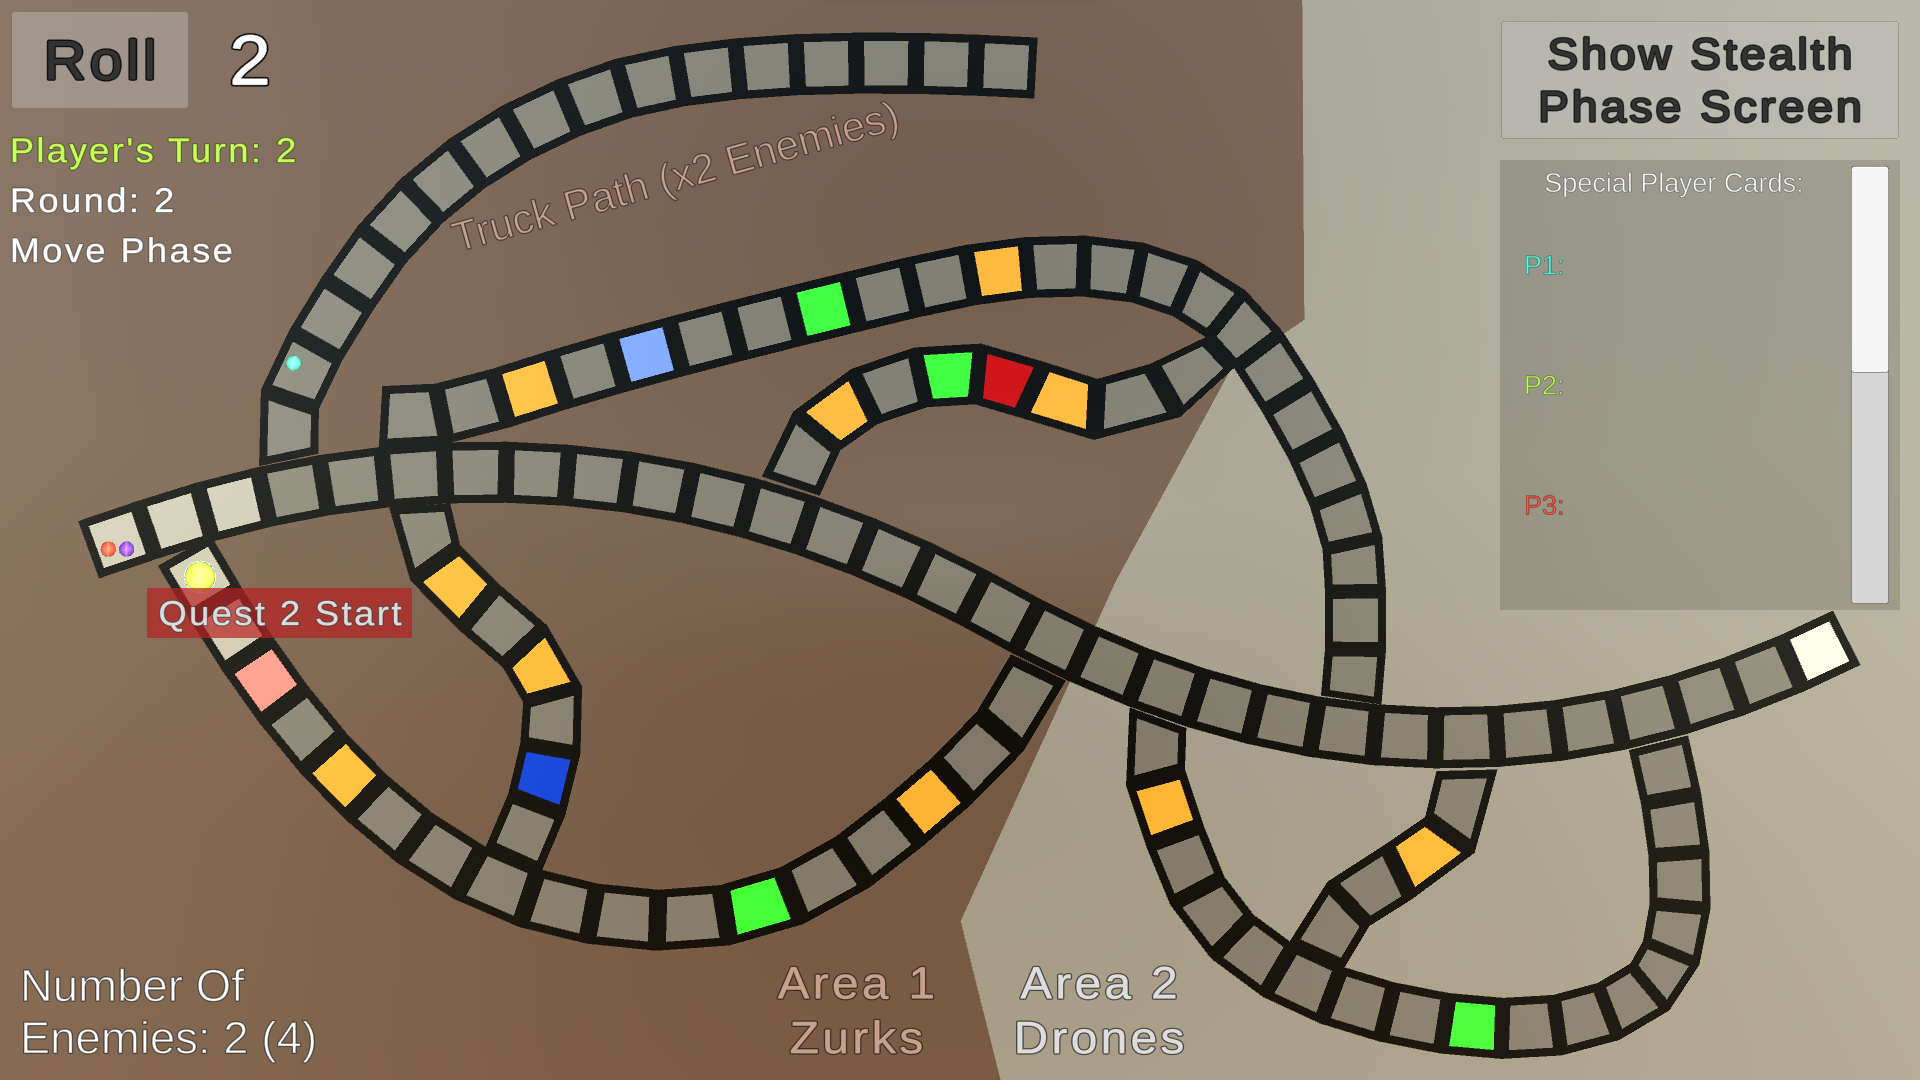 Roll
2
Player's Turn: 2
Round: 2
Move Phase
Truck Path (x2 Enemies)
Show Stealth
Phase Screen
Special Player Cards:
P1:
P2:
P3:
Quest 2 Start
Number Of
Enemies: 2 (4)
Area 1
Zurks
Area 2
Drones